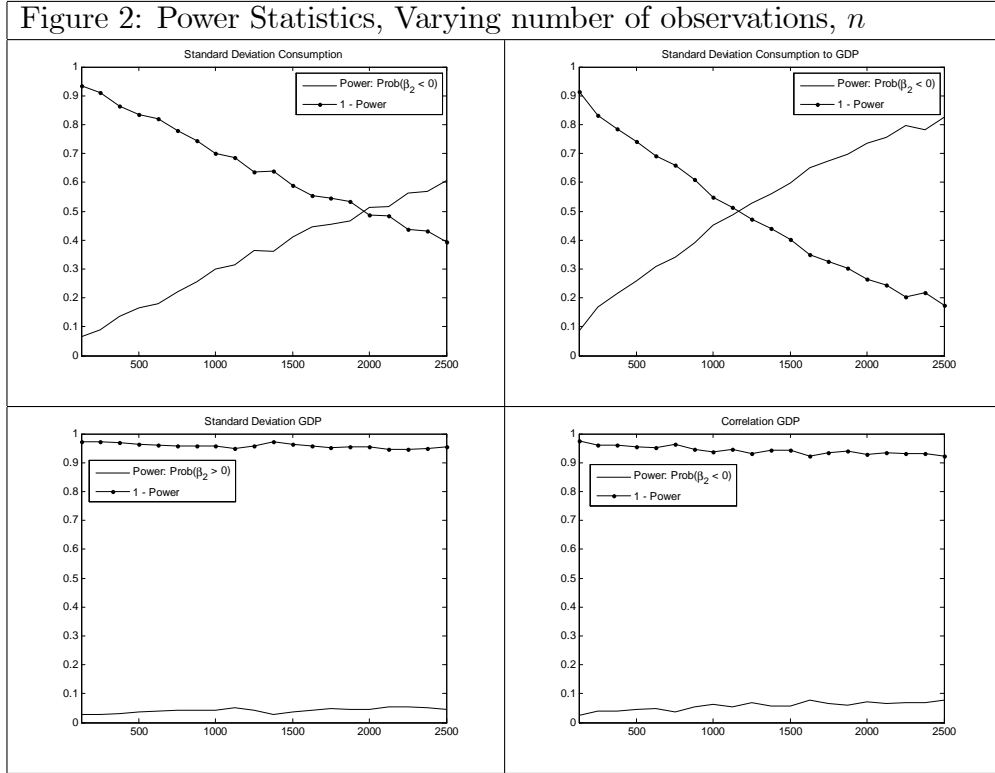 Figure 2: Power Statistics, Varying number of observations, n
Standard Deviation Consumption
1
0.9
0.8
0.7
0.6
0.5
0.4
0.3
0.2
0.1
0
500 1000 1500 2000 2500
Power: Prob(β2 < 0)
1 - Power
Standard Deviation Consumption to GDP
1
0.9
0.8
0.7
0.6
0.5
0.4
0.3
0.2
0.1
0
500 1000 1500 2000 2500
Power: Prob(β2 < 0)
1 - Power
Standard Deviation GDP
1
0.9
0.8
0.7
0.6
0.5
0.4
0.3
0.2
0.1
0
500 1000 1500 2000 2500
Power: Prob(β2 > 0)
1 - Power
Correlation GDP
1
0.9
0.8
0.7
0.6
0.5
0.4
0.3
0.2
0.1
0
500 1000 1500 2000 2500
Power: Prob(β2 < 0)
1 - Power